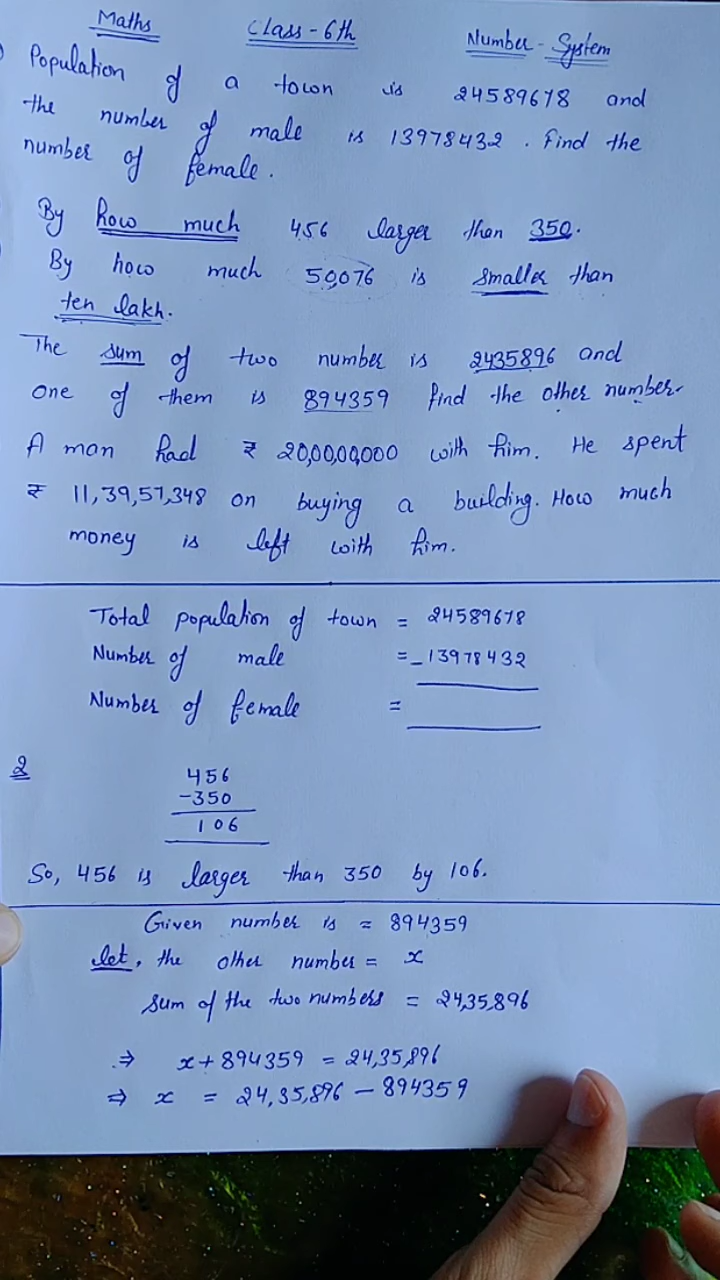 Maths Class-6th Number-System
Population of a town is 24589678 and
the number of male is 13978432. Find the
number of female.
By how much 456 larger than 350.
By how much 50,076 is smaller than
ten lakh.
The sum of two number is 2435896 and
one of them is 894359 find the other number.
A man had ₹ 20,00,00,000 with him. He spent
₹ 11,39,57,348 on buying a building. How much
money is left with him.
Total population of town = 24589678
Number of male = - 13978432
Number of female =
2
456
-350
106
So, 456 is larger than 350 by 106.
Given number is = 894359
let, the other number = x
sum of the two numbers = 24,35,896
⇒ x + 894359 = 24,35,896
⇒ x = 24,35,896 - 894359